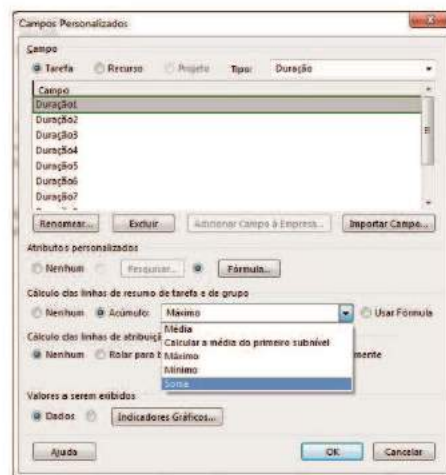 Campos Personalizados
Campo
Tarefa Recurso Projeto Tipo: Duração
Campo
Duração1
Duração2
Duração3
Duração4
Duração5
Duração6
Duração7
Renomear... Excluir Adicionar Campo à Empresa... Importar Campo...
Atributos personalizados
Nenhum Pesquisar... Fórmula...
Cálculo das linhas de resumo de tarefa e de grupo
Nenhum Acúmulo: Máximo Usar Fórmula
Média
Cálculo das linhas de atribuiç
Calcular a média do primeiro subnível
Nenhum Rolar para b Máximo mente
Mínimo
Soma
Valores a serem exibidos
Dados Indicadores Gráficos...
Ajuda OK Cancelar